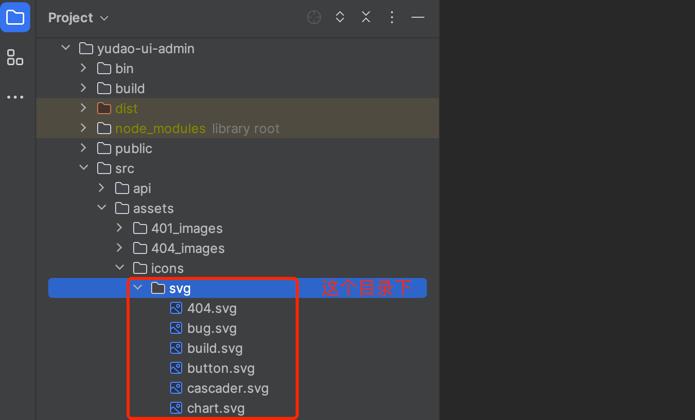 Project
yudao-ui-admin
bin
build
dist
node_modules library root
public
src
api
assets
401_images
404_images
icons
svg 这个目录下
404.svg
bug.svg
build.svg
button.svg
cascader.svg
chart.svg